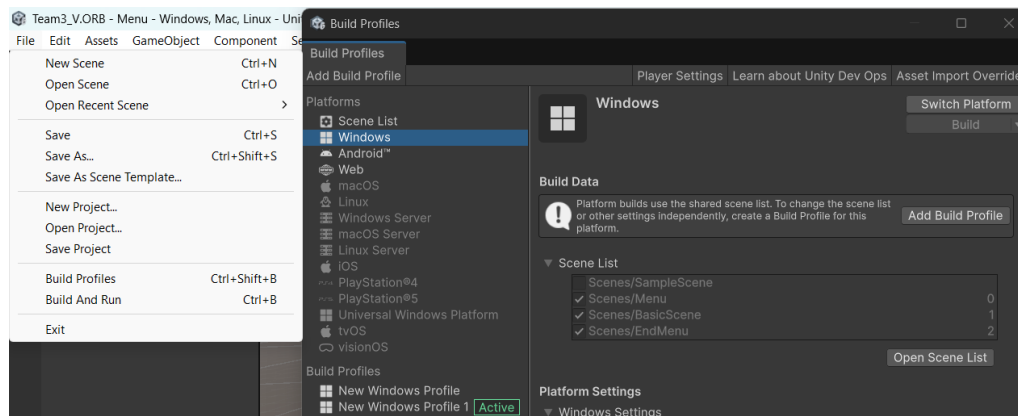 Team3_V.ORB - Menu - Windows, Mac, Linux - Uni
File Edit Assets GameObject Component Se
New Scene Ctrl+N
Open Scene Ctrl+O
Open Recent Scene
Save Ctrl+S
Save As... Ctrl+Shift+S
Save As Scene Template...
New Project...
Open Project...
Save Project
Build Profiles Ctrl+Shift+B
Build And Run Ctrl+B
Exit
Build Profiles
Build Profiles
Add Build Profile Player Settings Learn about Unity Dev Ops Asset Import Override
Platforms
Scene List
Windows
Android™
Web
macOS
Linux
Windows Server
macOS Server
Linux Server
iOS
PlayStation®4
PlayStation®5
Universal Windows Platform
tvOS
visionOS
Build Profiles
New Windows Profile
New Windows Profile 1 Active
Windows
Switch Platform
Build
Build Data
Platform builds use the shared scene list. To change the scene list
or other settings independently, create a Build Profile for this
platform.
Add Build Profile
Scene List
Scenes/SampleScene
Scenes/Menu 0
Scenes/BasicScene 1
Scenes/EndMenu 2
Open Scene List
Platform Settings
Windows Settings